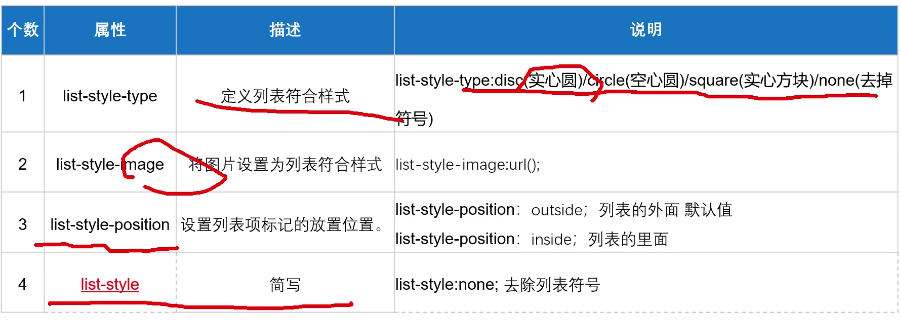 个数 属性 描述 说明
1 list-style-type 定义列表符合样式 list-style-type:disc(实心圆)/circle(空心圆)/square(实心方块)/none(去掉
符号)
2 list-style-image 将图片设置为列表符合样式 list-style-image:url();
3 list-style-position 设置列表项标记的放置位置。 list-style-position：outside；列表的外面 默认值
list-style-position：inside；列表的里面
4 list-style 简写 list-style:none; 去除列表符号